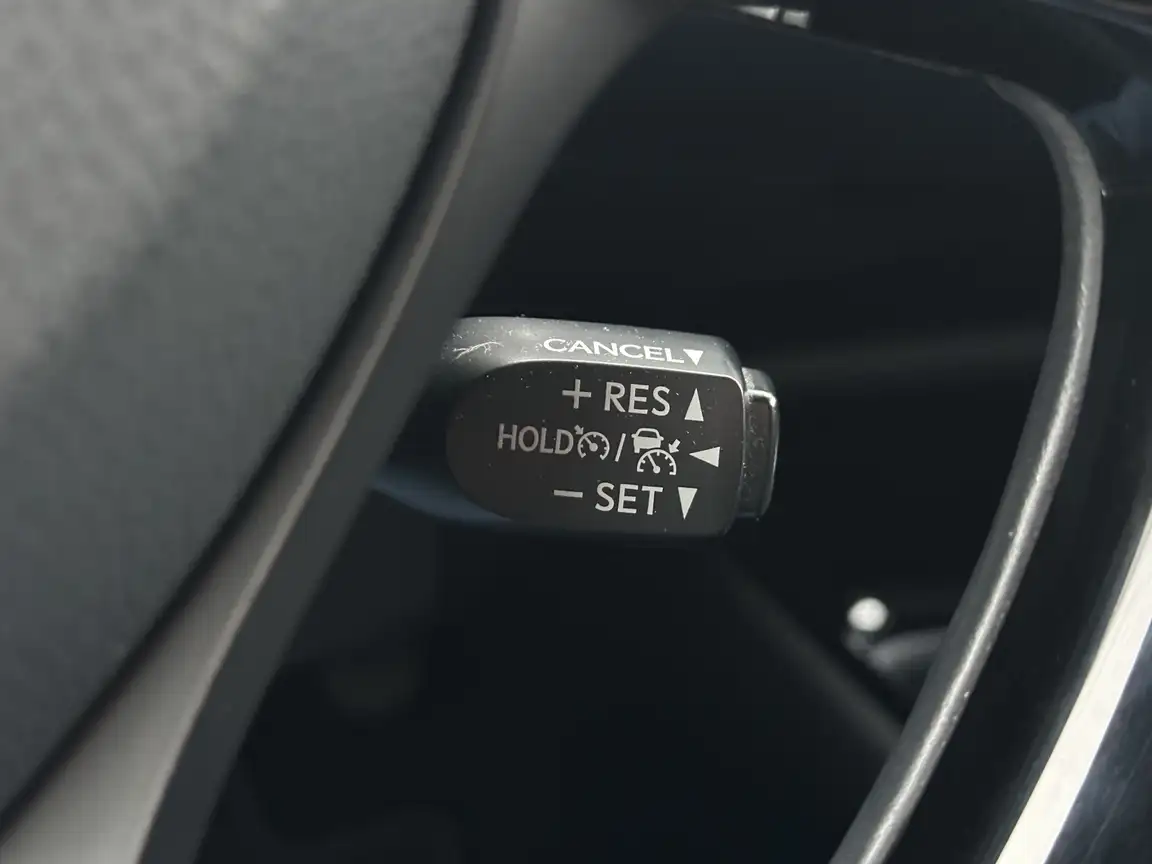 CANCEL▼
+ RES ▲
HOLD / ◀
− SET ▼